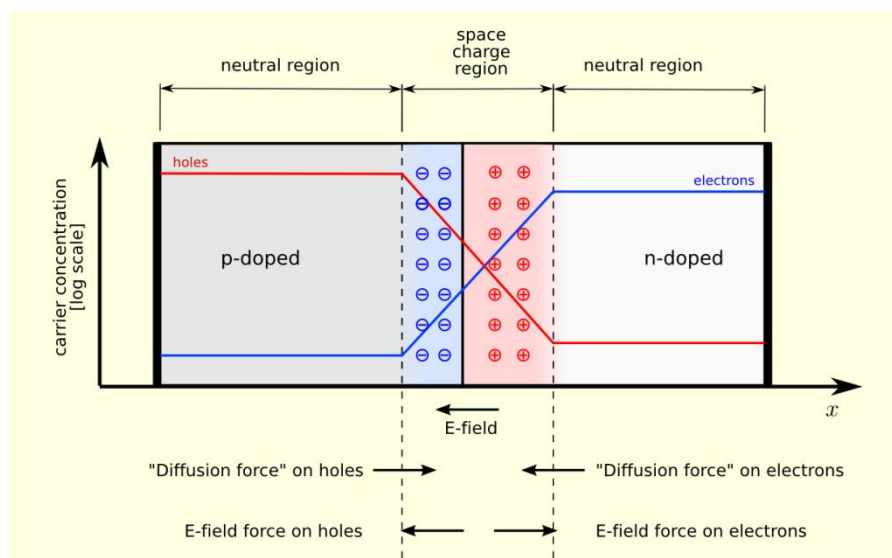 space
charge
region
neutral region
neutral region
holes
electrons
carrier concentration
[log scale]
p-doped
n-doped
⊖ ⊖ ⊕ ⊕
⊖ ⊖ ⊕ ⊕
⊖ ⊖ ⊕ ⊕
⊖ ⊖ ⊕ ⊕
⊖ ⊖ ⊕ ⊕
⊖ ⊖ ⊕ ⊕
⊖ ⊖ ⊕ ⊕
x
E-field
"Diffusion force" on holes
"Diffusion force" on electrons
E-field force on holes
E-field force on electrons